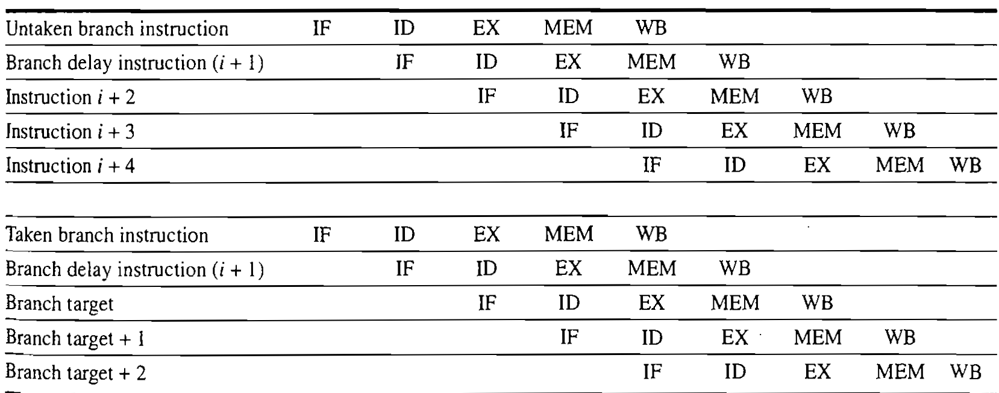 Untaken branch instruction IF ID EX MEM WB
Branch delay instruction (i + 1) IF ID EX MEM WB
Instruction i + 2 IF ID EX MEM WB
Instruction i + 3 IF ID EX MEM WB
Instruction i + 4 IF ID EX MEM WB
Taken branch instruction IF ID EX MEM WB
Branch delay instruction (i + 1) IF ID EX MEM WB
Branch target IF ID EX MEM WB
Branch target + 1 IF ID EX MEM WB
Branch target + 2 IF ID EX MEM WB